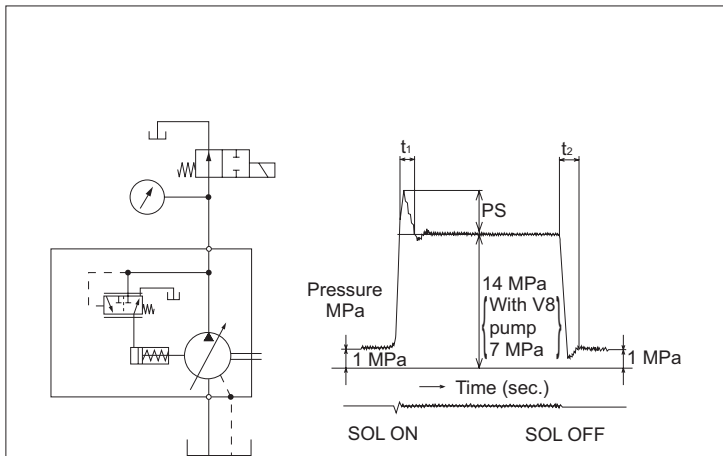 t1
t2
PS
Pressure
MPa
14 MPa
With V8
pump
7 MPa
1 MPa
1 MPa
Time (sec.)
SOL ON
SOL OFF